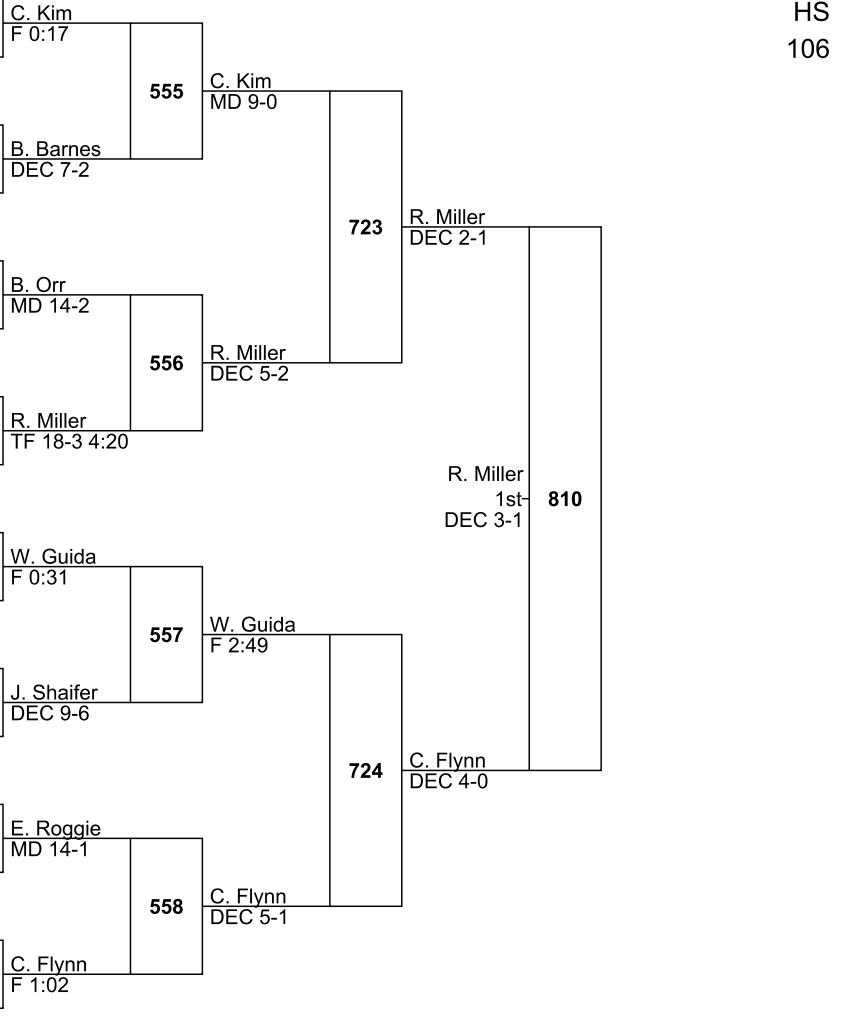 HS
106
C. Kim
F 0:17
555
C. Kim
MD 9-0
B. Barnes
DEC 7-2
723
R. Miller
DEC 2-1
B. Orr
MD 14-2
556
R. Miller
DEC 5-2
R. Miller
TF 18-3 4:20
R. Miller
1st
DEC 3-1
810
W. Guida
F 0:31
557
W. Guida
F 2:49
J. Shaifer
DEC 9-6
724
C. Flynn
DEC 4-0
E. Roggie
MD 14-1
558
C. Flynn
DEC 5-1
C. Flynn
F 1:02